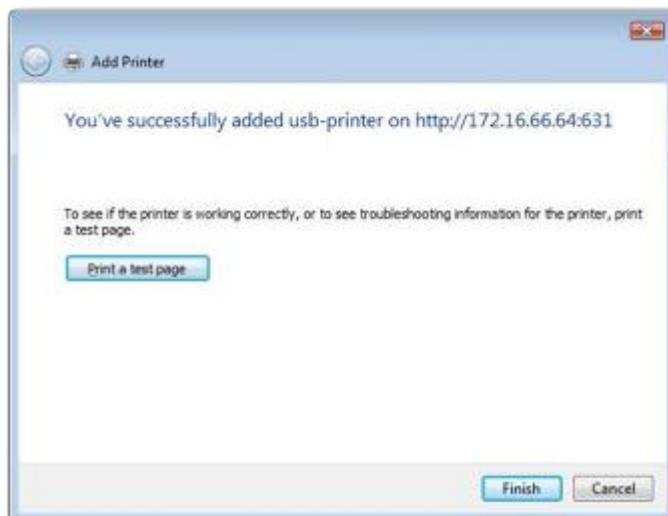 Add Printer
You've successfully added usb-printer on http://172.16.66.64:631
To see if the printer is working correctly, or to see troubleshooting information for the printer, print
a test page.
Print a test page
Finish Cancel